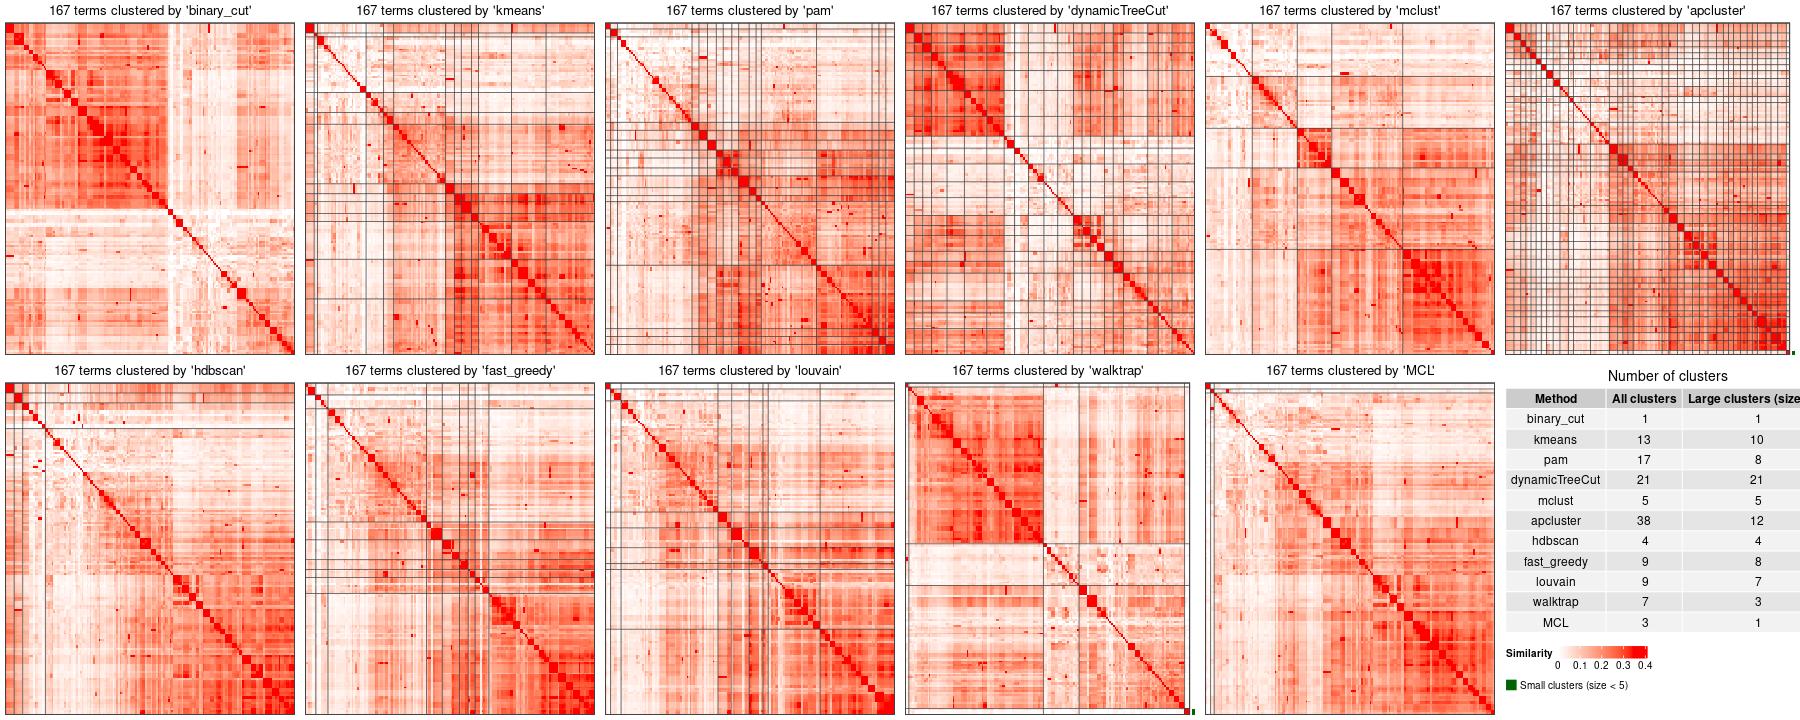 167 terms clustered by 'binary_cut'
167 terms clustered by 'kmeans'
167 terms clustered by 'pam'
167 terms clustered by 'dynamicTreeCut'
167 terms clustered by 'mclust'
167 terms clustered by 'apcluster'
167 terms clustered by 'hdbscan'
167 terms clustered by 'fast_greedy'
167 terms clustered by 'louvain'
167 terms clustered by 'walktrap'
167 terms clustered by 'MCL'
Number of clusters
Method All clusters Large clusters (size
binary_cut 1 1
kmeans 13 10
pam 17 8
dynamicTreeCut 21 21
mclust 5 5
apcluster 38 12
hdbscan 4 4
fast_greedy 9 8
louvain 9 7
walktrap 7 3
MCL 3 1
Similarity
0 0.1 0.2 0.3 0.4
Small clusters (size < 5)